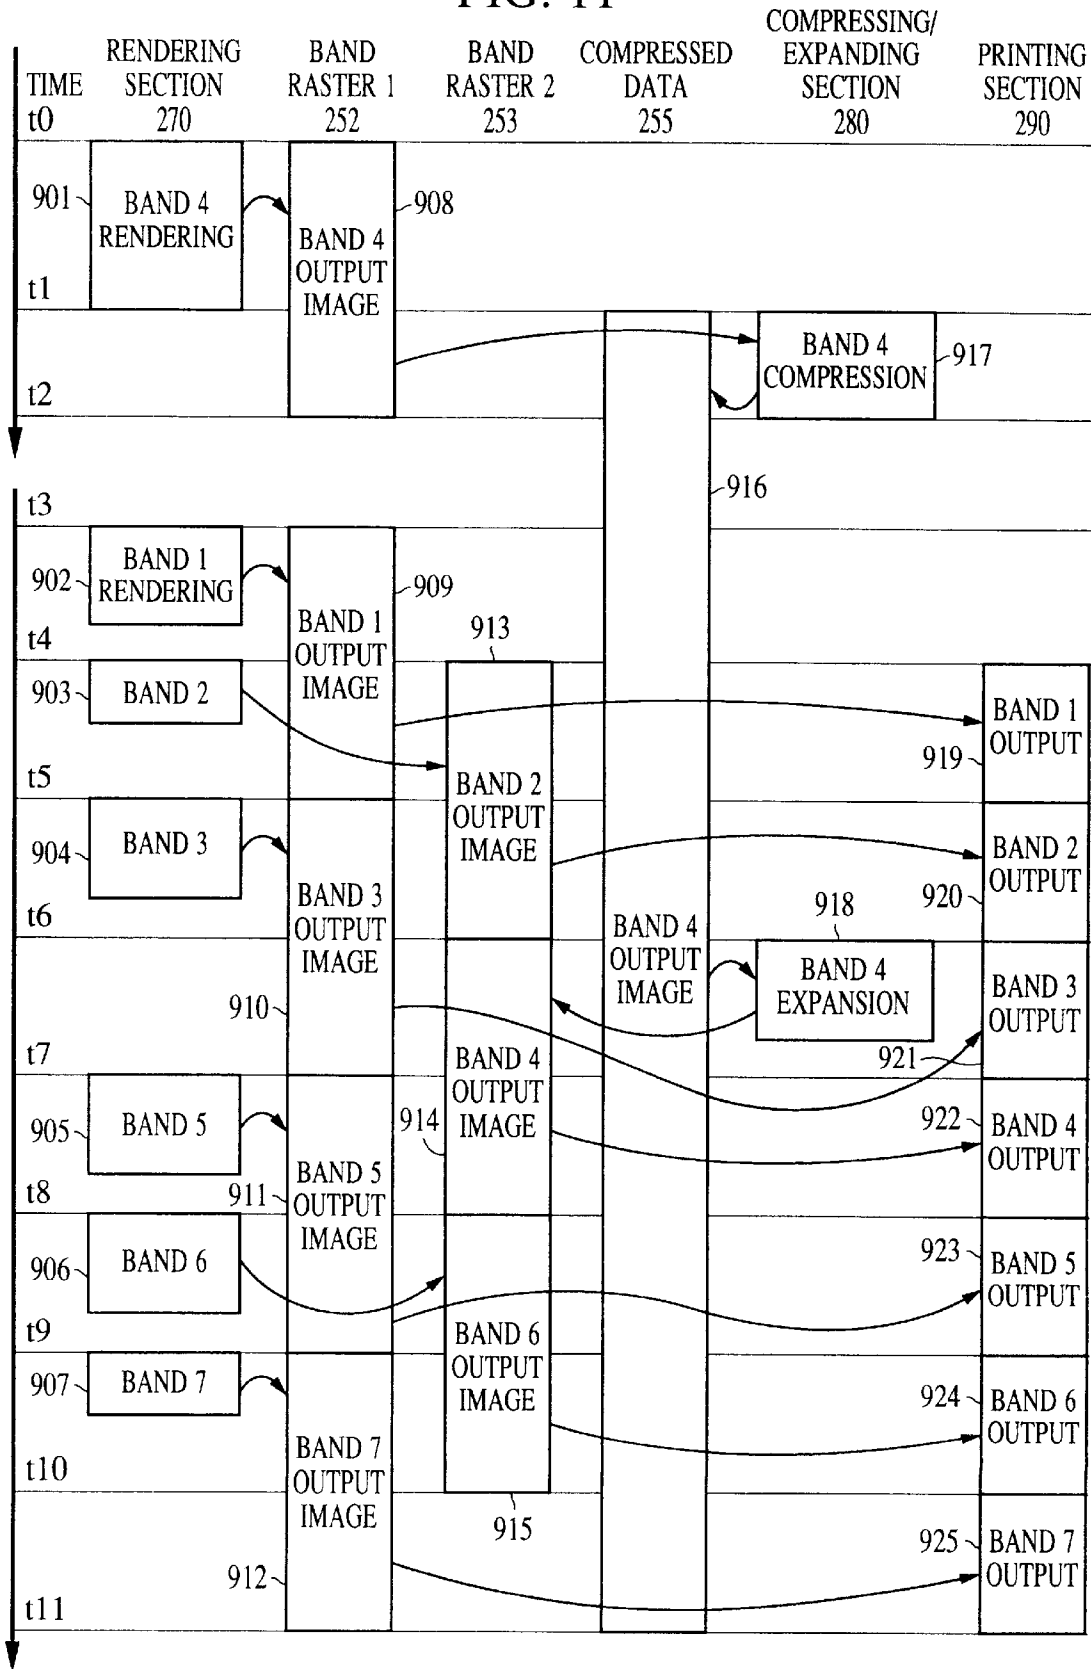 FIG. 11
TIME
t0
RENDERING
SECTION
270
BAND
RASTER 1
252
BAND
RASTER 2
253
COMPRESSED
DATA
255
COMPRESSING/
EXPANDING
SECTION
280
PRINTING
SECTION
290
901
BAND 4
RENDERING
BAND 4
OUTPUT
IMAGE
908
t1
BAND 4
COMPRESSION
917
t2
916
t3
902
BAND 1
RENDERING
909
BAND 1
OUTPUT
IMAGE
913
t4
903
BAND 2
BAND 1
OUTPUT
919
t5
BAND 2
OUTPUT
IMAGE
904
BAND 3
BAND 2
OUTPUT
920
BAND 3
OUTPUT
IMAGE
t6
918
BAND 4
OUTPUT
IMAGE
BAND 4
EXPANSION
BAND 3
OUTPUT
910
921
t7
BAND 4
OUTPUT
IMAGE
905
BAND 5
914
922
BAND 4
OUTPUT
t8
911
BAND 5
OUTPUT
IMAGE
906
BAND 6
923
BAND 5
OUTPUT
t9
BAND 6
OUTPUT
IMAGE
907
BAND 7
924
BAND 6
OUTPUT
t10
BAND 7
OUTPUT
IMAGE
915
925
BAND 7
OUTPUT
912
t11